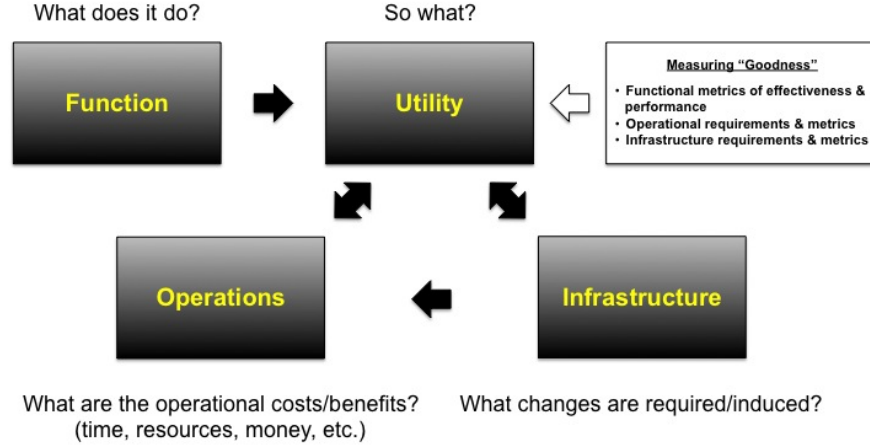 What does it do?
So what?
Function
Utility
Measuring “Goodness”
• Functional metrics of effectiveness &
performance
• Operational requirements & metrics
• Infrastructure requirements & metrics
Operations
Infrastructure
What are the operational costs/benefits?
(time, resources, money, etc.)
What changes are required/induced?